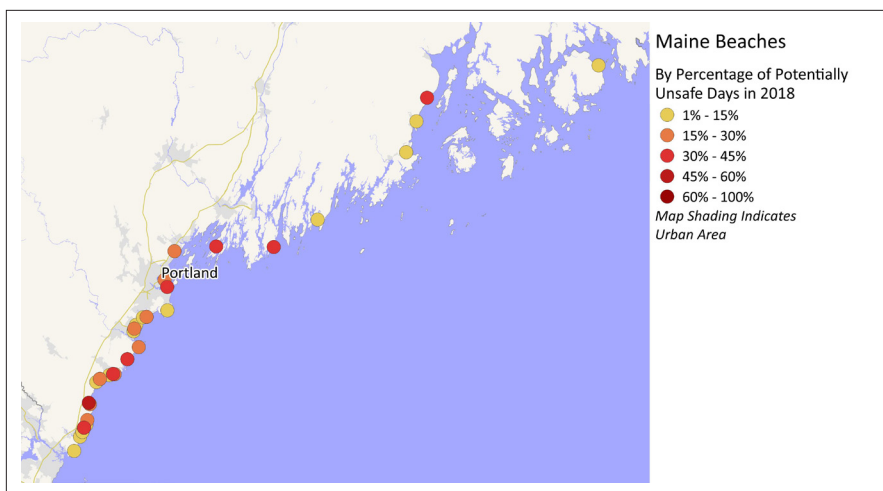 Maine Beaches
By Percentage of Potentially
Unsafe Days in 2018
1% - 15%
15% - 30%
30% - 45%
45% - 60%
60% - 100%
Map Shading Indicates
Urban Area
Portland